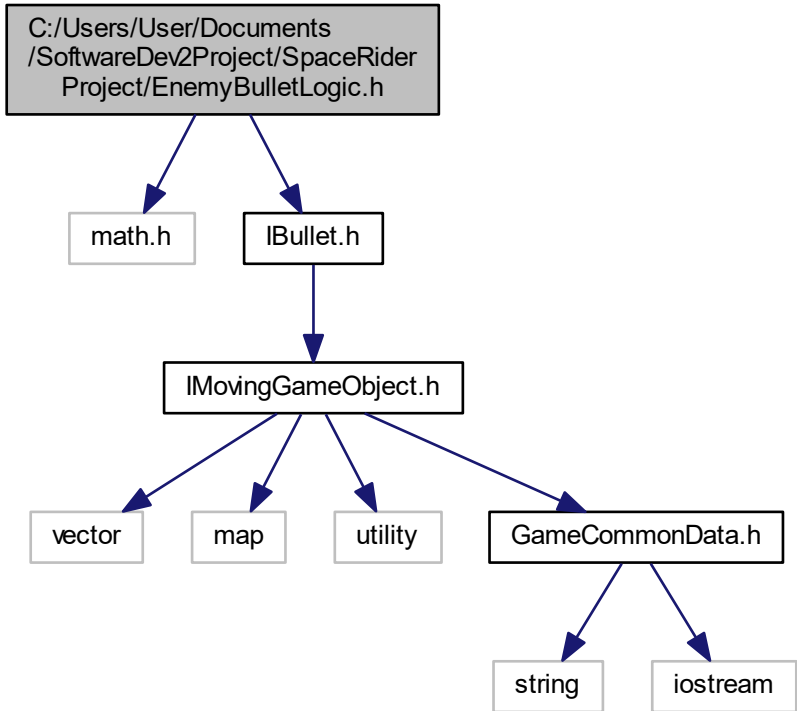 C:/Users/User/Documents
/SoftwareDev2Project/SpaceRider
Project/EnemyBulletLogic.h
math.h
IBullet.h
IMovingGameObject.h
vector
map
utility
GameCommonData.h
string
iostream